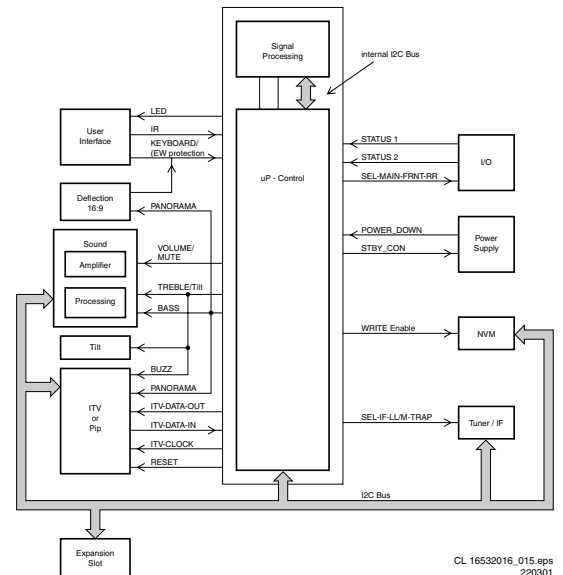 Signal
Processing
internal I2C Bus
LED
IR
KEYBOARD/
(EW protection
User
Interface
STATUS 1
STATUS 2
SEL-MAIN-FRNT-RR
I/O
uP - Control
Deflection
16:9
PANORAMA
Sound
Amplifier
Processing
VOLUME/
MUTE
TREBLE/Tilt
BASS
POWER_DOWN
STBY_CON
Power
Supply
WRITE Enable
NVM
Tilt
BUZZ
PANORAMA
ITV-DATA-OUT
ITV-DATA-IN
ITV-CLOCK
RESET
ITV
or
Pip
SEL-IF-LL/M-TRAP
Tuner / IF
I2C Bus
Expansion
Slot
CL 16532016_015.eps
220301